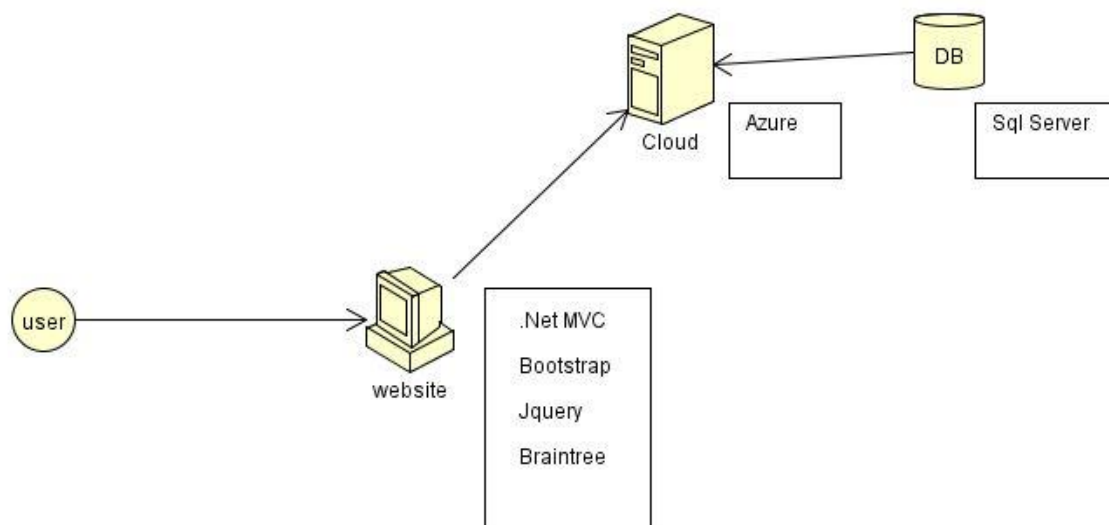 DB
Cloud
Azure
Sql Server
user
website
.Net MVC
Bootstrap
Jquery
Braintree